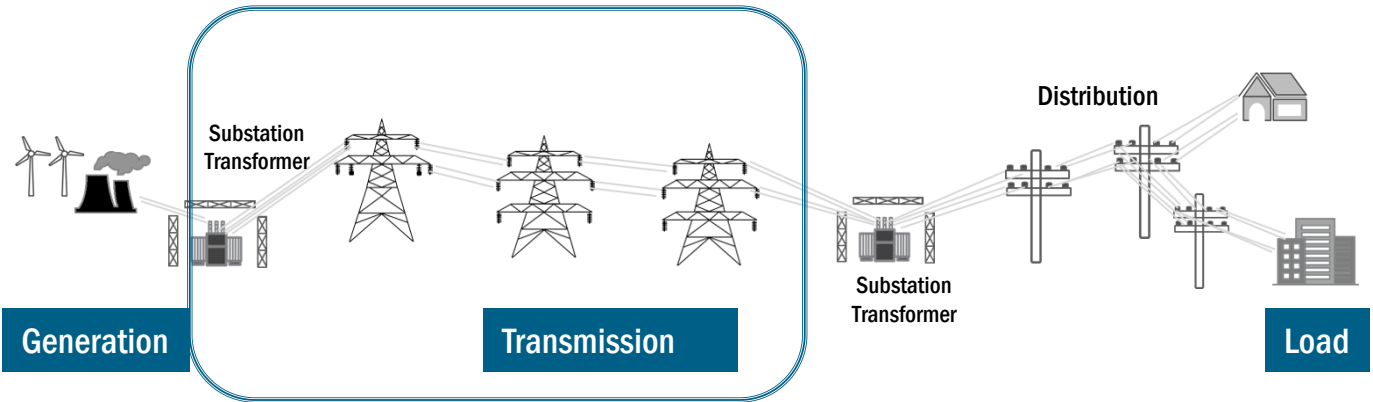 Substation
Transformer
Distribution
Substation
Transformer
Generation
Transmission
Load